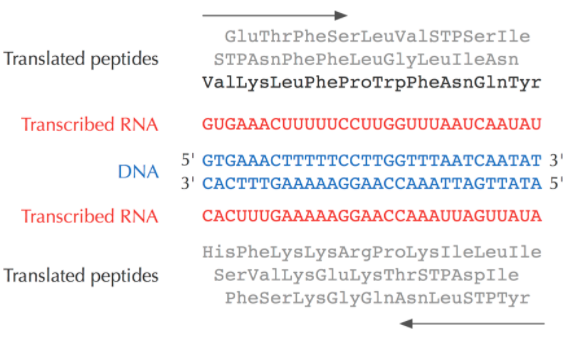 GluThrPheSerLeuValSTPSerIle
Translated peptides STPAsnPhePheLeuGlyLeuIleAsn
ValLysLeuPheProTrpPheAsnGlnTyr
Transcribed RNA GUGAAACUUUUUCCUUGGUUUAAUCAAUAU
5' GTGAAACTTTTTCCTTGGTTTAATCAATAT 3'
DNA
3' CACTTTGAAAAAGGAACCAAATTAGTTATA 5'
Transcribed RNA CACUUUGAAAAAGGAACCAAAUUAGUUAUA
HisPheLysLysArgProLysIleLeuIle
Translated peptides SerValLysGluLysThrSTPAspIle
PheSerLysGlyGlnAsnLeuSTPTyr